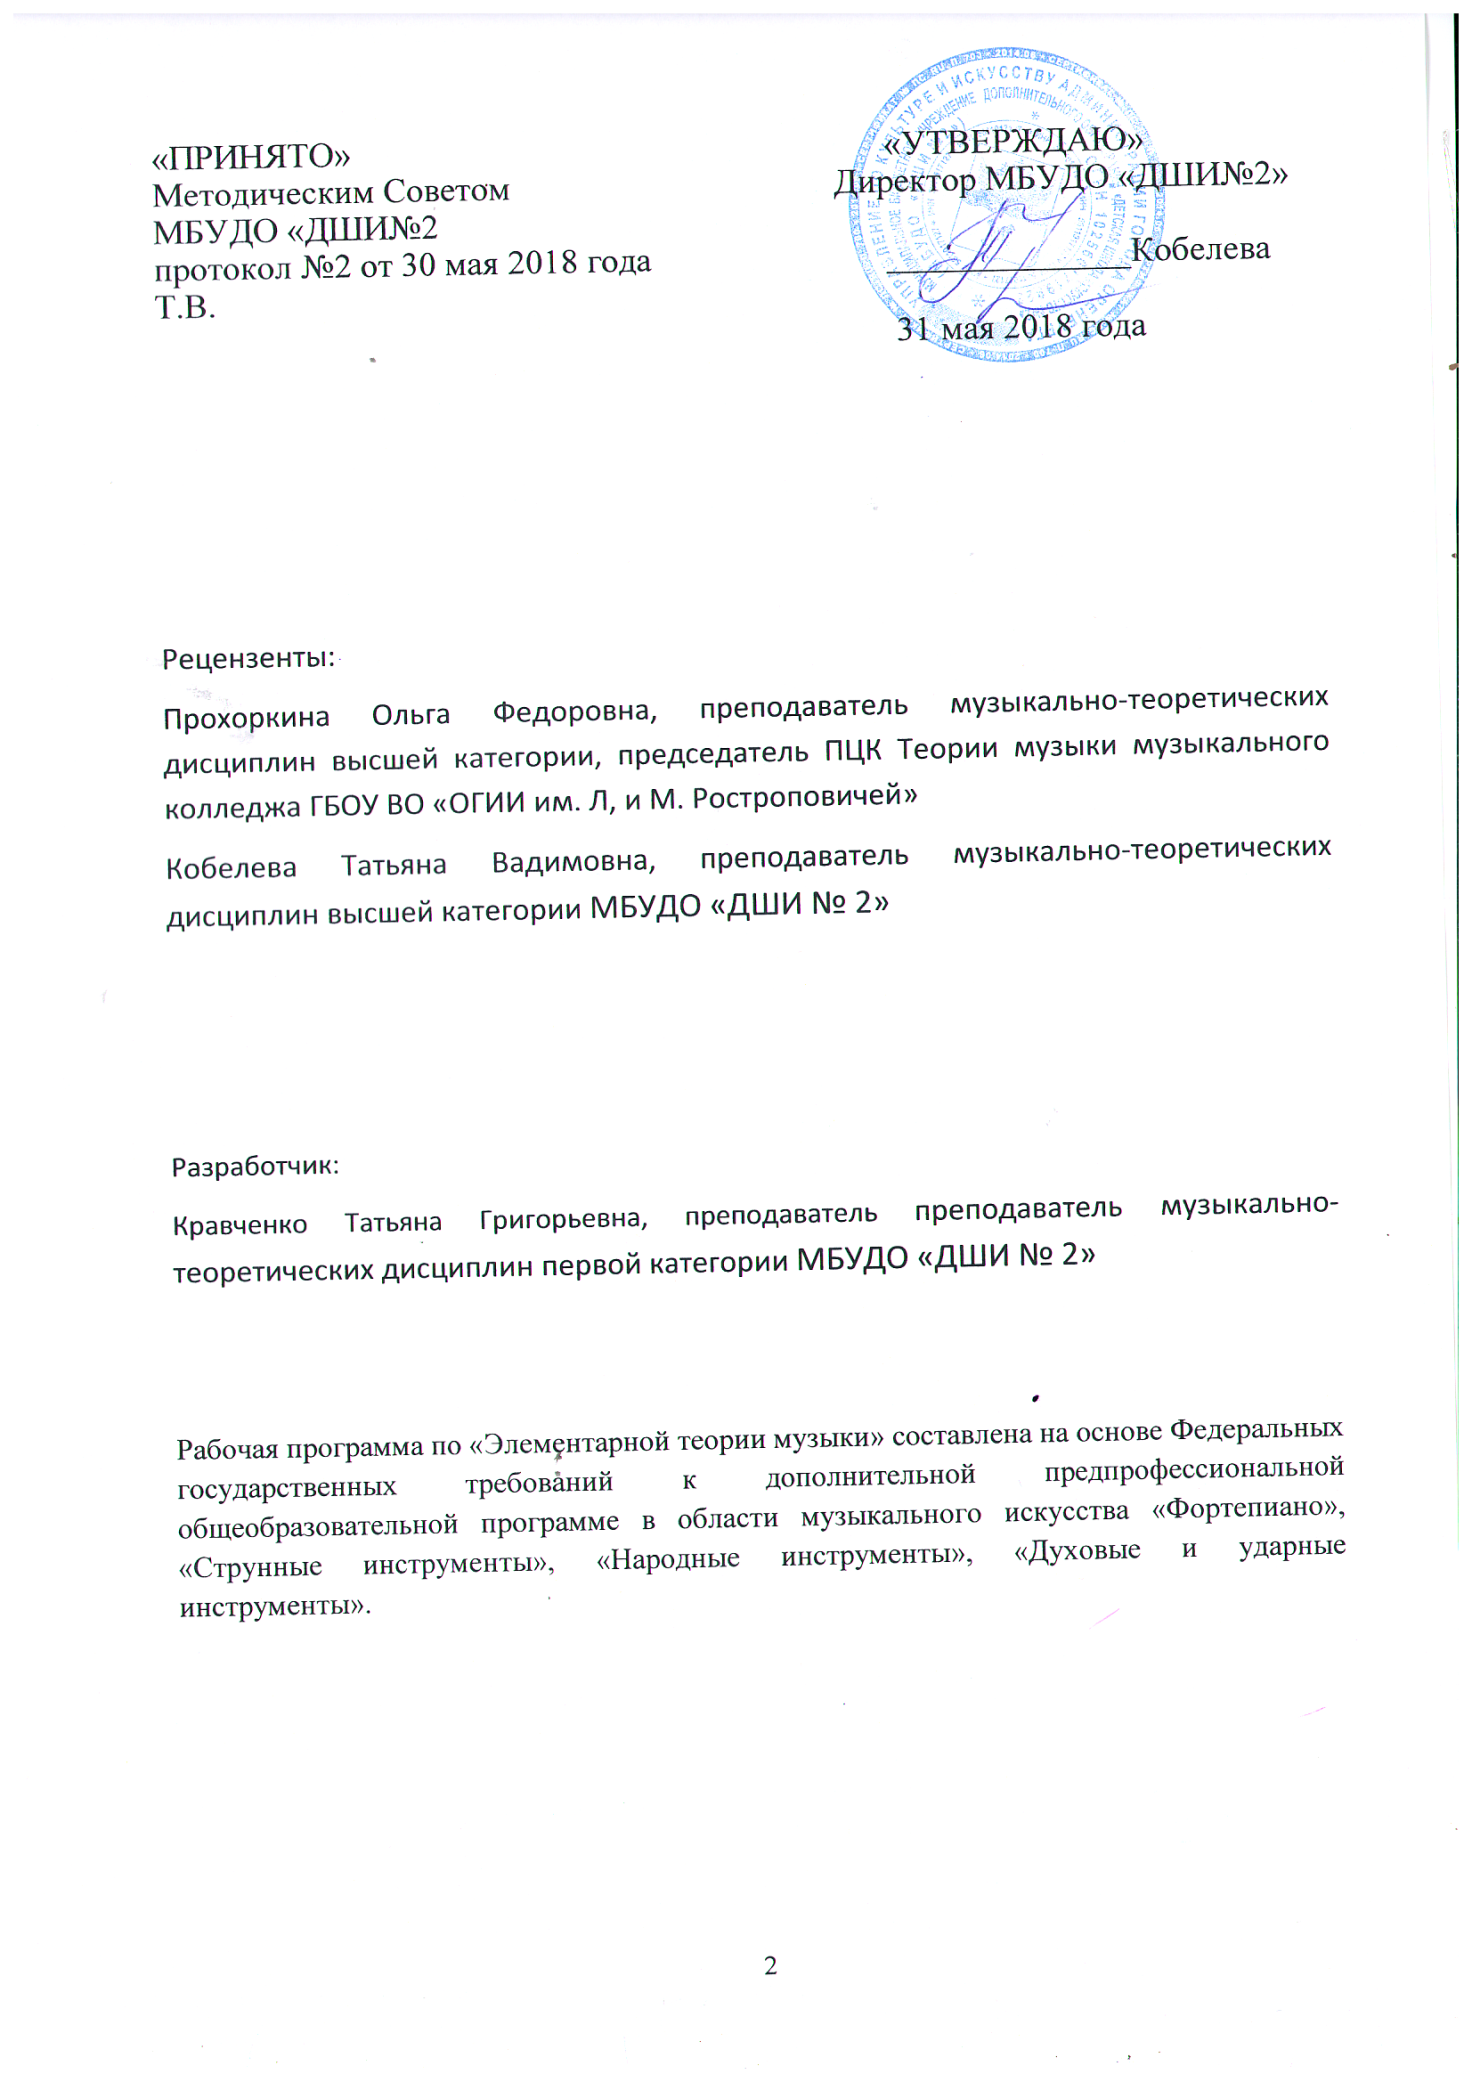 «ПРИНЯТО»
Методическим Советом
МБУДО «ДШИ№2
протокол №2 от 30 мая 2018 года
Т.В.
«УТВЕРЖДАЮ»
Директор МБУДО «ДШИ№2»
Кобелева
31 мая 2018 года
Рецензенты:
Прохоркина Ольга Федоровна, преподаватель музыкально-теоретических
дисциплин высшей категории, председатель ПЦК Теории музыки музыкального
колледжа ГБОУ ВО «ОГИИ им. Л, и М. Ростроповичей»
Кобелева Татьяна Вадимовна, преподаватель музыкально-теоретических
дисциплин высшей категории МБУДО «ДШИ № 2»
Разработчик:
Кравченко Татьяна Григорьевна, преподаватель преподаватель музыкально-
теоретических дисциплин первой категории МБУДО «ДШИ № 2»
Рабочая программа по «Элементарной теории музыки» составлена на основе Федеральных
государственных требований к дополнительной предпрофессиональной
общеобразовательной программе в области музыкального искусства «Фортепиано»,
«Струнные инструменты», «Народные инструменты», «Духовые и ударные
инструменты».
2